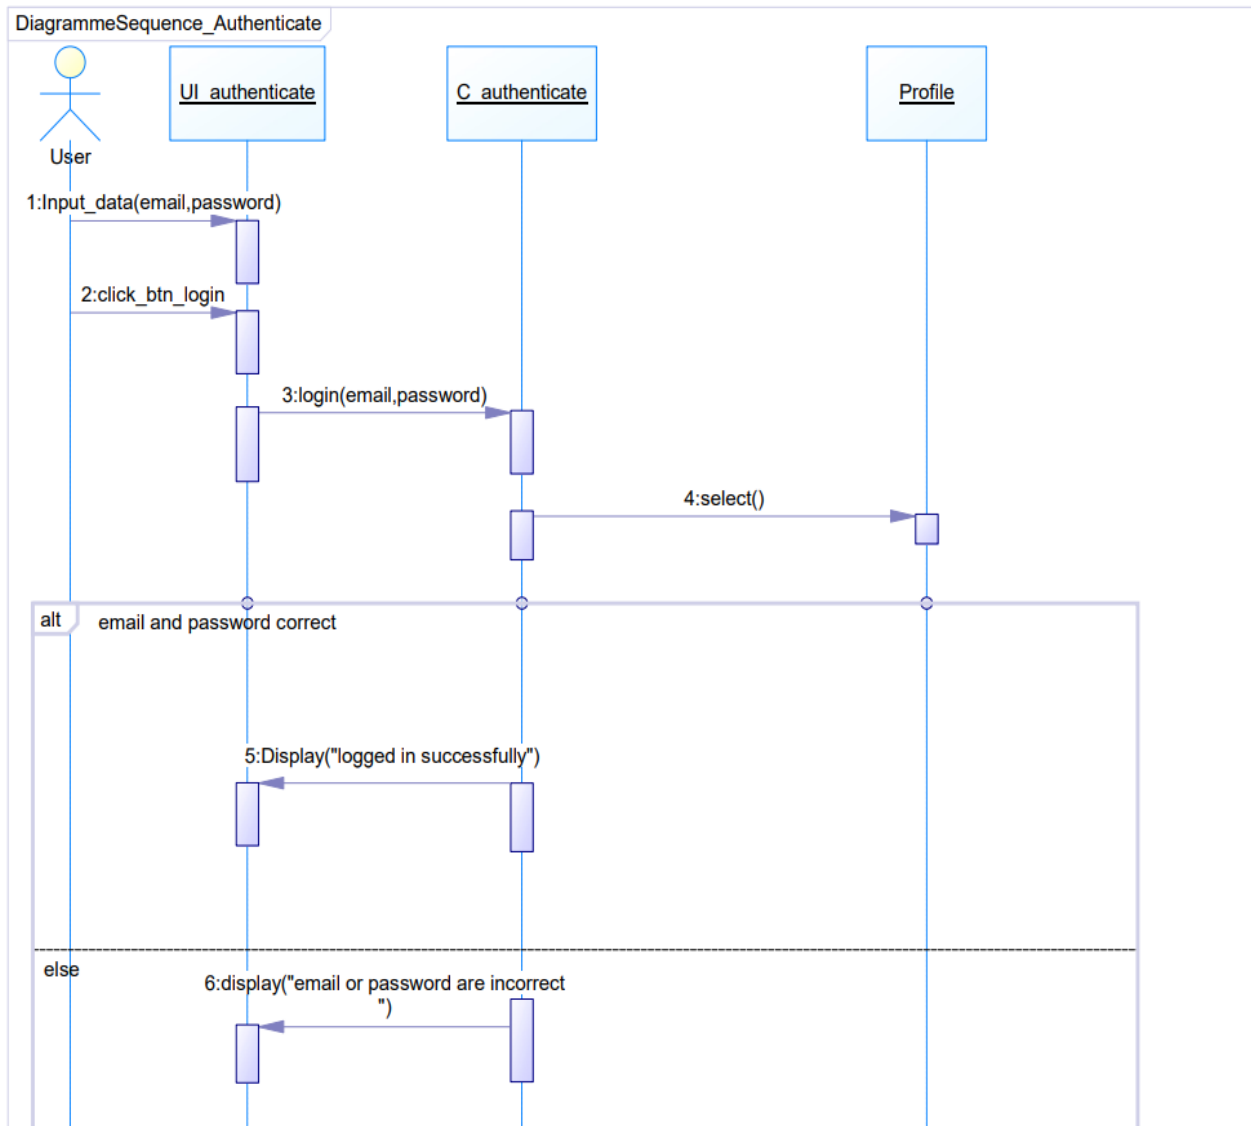 DiagrammeSequence_Authenticate
UI_authenticate
C_authenticate
Profile
User
1:Input_data(email,password)
2:click_btn_login
3:login(email,password)
4:select()
alt
email and password correct
5:Display("logged in successfully")
else
6:display("email or password are incorrect
")